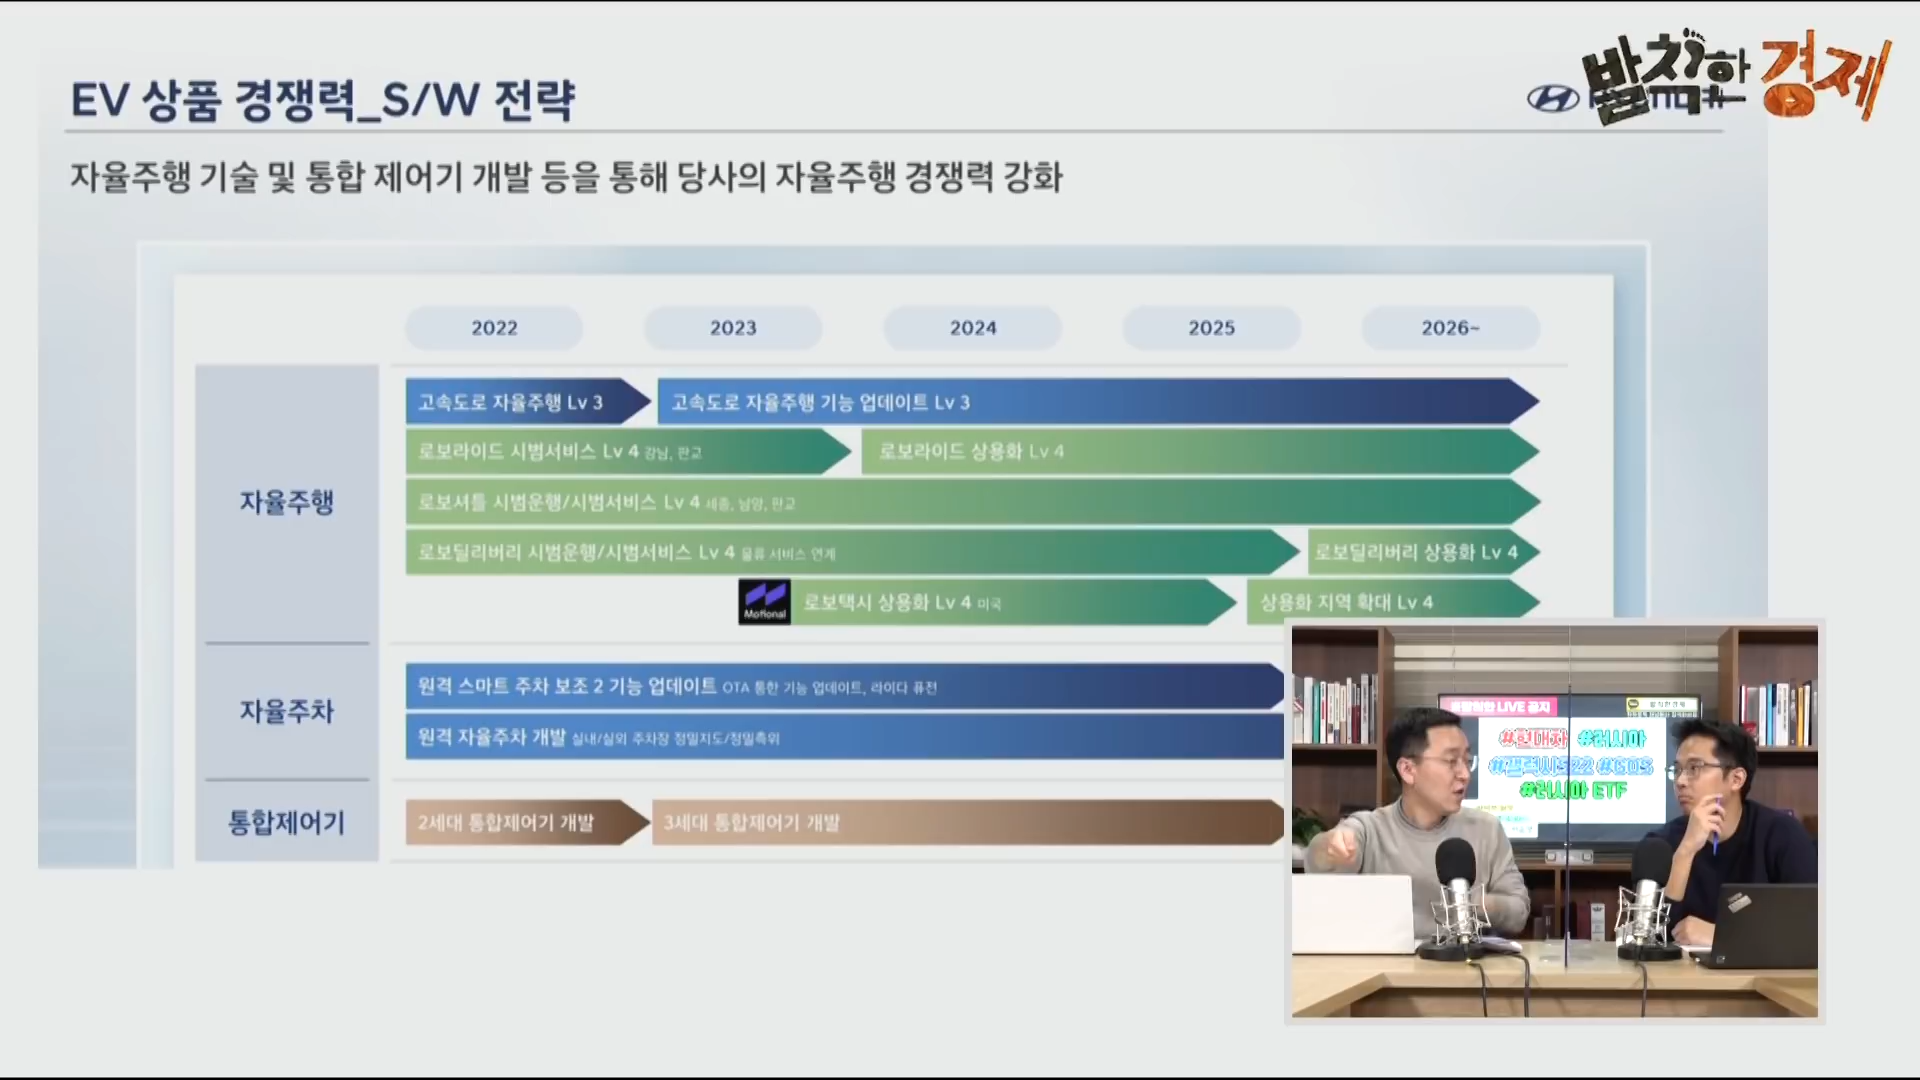 발칙한 경제
EV 상품 경쟁력_S/W 전략
자율주행 기술 및 통합 제어기 개발 등을 통해 당사의 자율주행 경쟁력 강화
2022 2023 2024 2025 2026~
자율주행
고속도로 자율주행 Lv 3 고속도로 자율주행 기능 업데이트 Lv 3
로보라이드 시범서비스 Lv 4 강남, 판교 로보라이드 상용화 Lv 4
로보셔틀 시범운행/시범서비스 Lv 4 세종, 남양, 판교
로보딜리버리 시범운행/시범서비스 Lv 4 물류 서비스 연계 로보딜리버리 상용화 Lv 4
Motional 로보택시 상용화 Lv 4 미국 상용화 지역 확대 Lv 4
자율주차
원격 스마트 주차 보조 2 기능 업데이트 OTA 통한 기능 업데이트, 라이다 퓨전
원격 자율주차 개발 실내/실외 주차장 정밀지도/정밀측위
통합제어기
2세대 통합제어기 개발 3세대 통합제어기 개발
LIVE 공지
#현대자 #러시아
#갤럭시S22 #GOS
#러시아 ETF